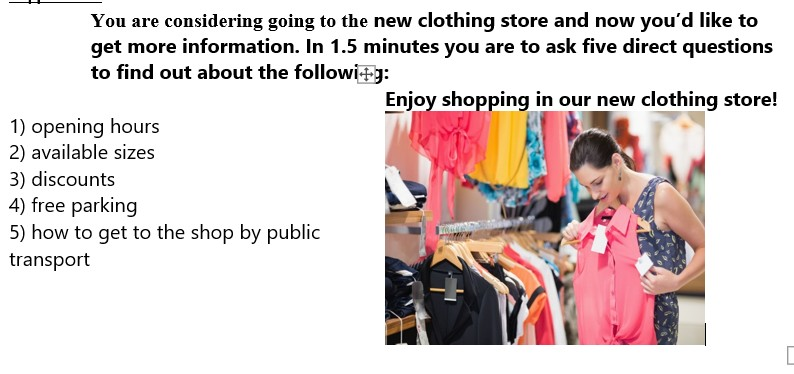 You are considering going to the new clothing store and now you’d like to
get more information. In 1.5 minutes you are to ask five direct questions
to find out about the following:
Enjoy shopping in our new clothing store!
1) opening hours
2) available sizes
3) discounts
4) free parking
5) how to get to the shop by public
transport